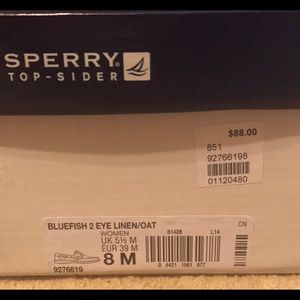 SPERRY
TOP-SIDER
$88.00
851
92766198
01120480
BLUEFISH 2 EYE LINEN/OAT
CN
WOMEN
UK 5½ M
EUR 39 M
8 M
61428
L14
9276619
0 4421 1561 877